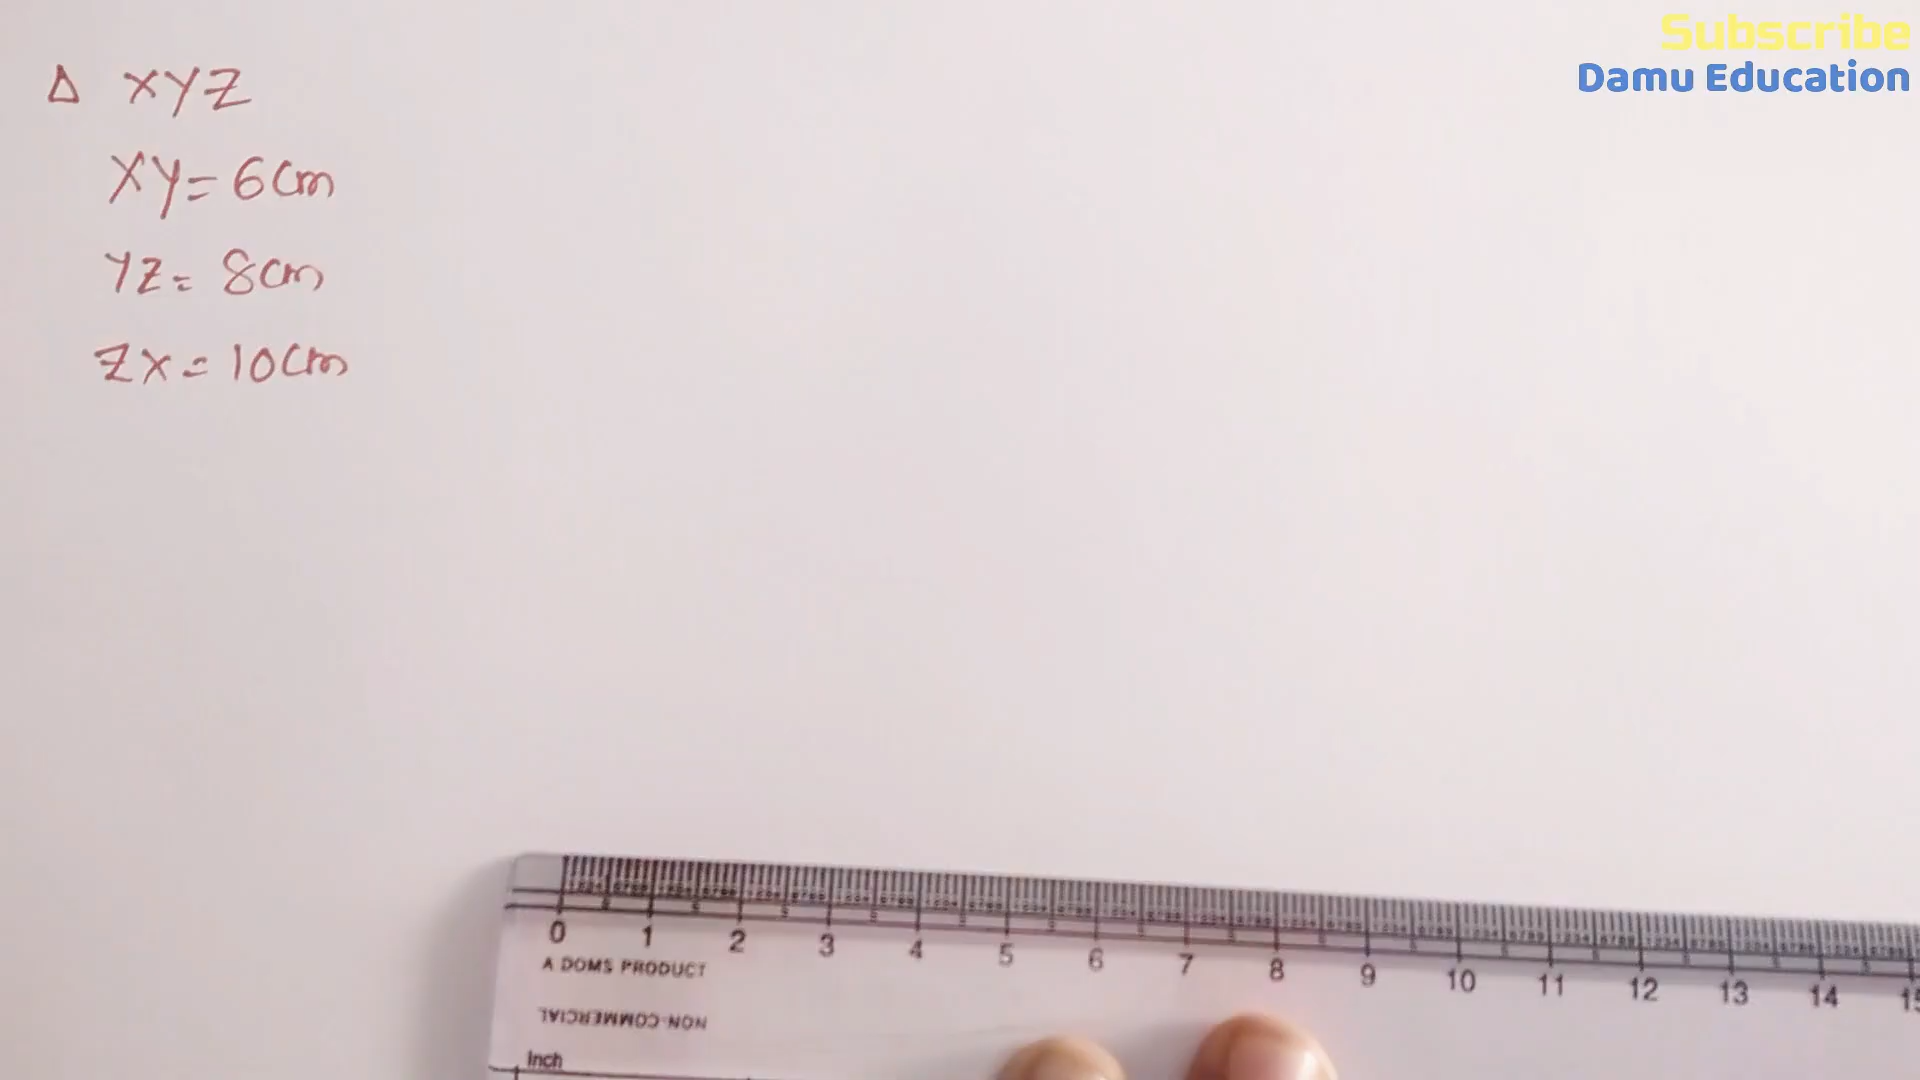 Subscribe
Damu Education
Δ XYZ
XY = 6cm
YZ = 8cm
ZX = 10cm
0 1 2 3 4 5 6 7 8 9 10 11 12 13 14 15
A DOMS PRODUCT
NON-COMMERCIAL
Inch